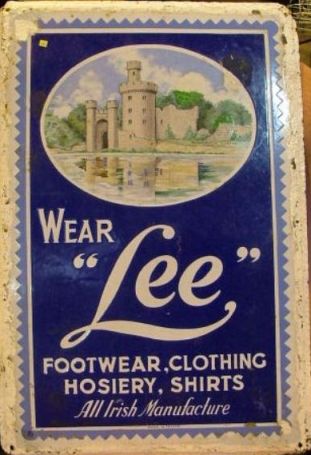 WEAR
"Lee"
FOOTWEAR, CLOTHING
HOSIERY, SHIRTS
All Irish Manufacture